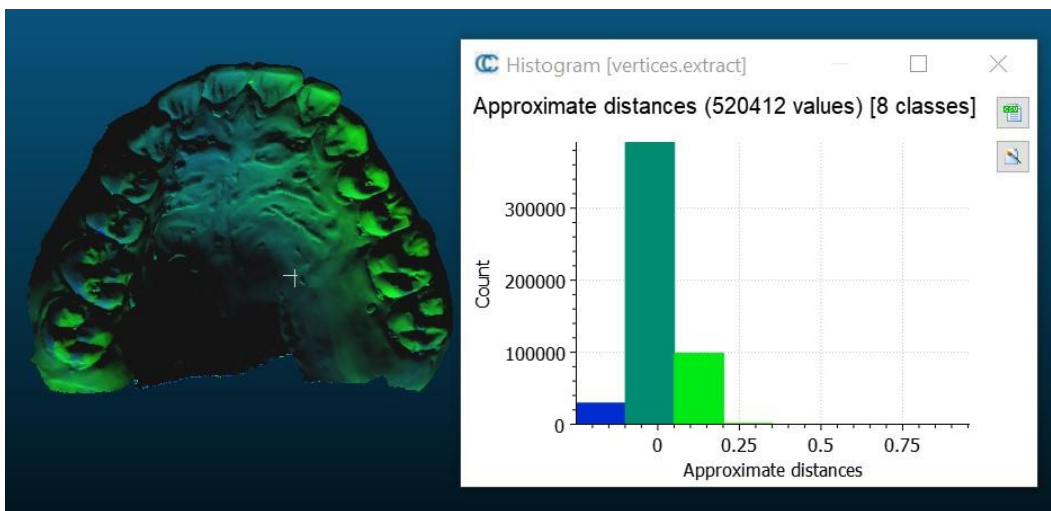 Histogram [vertices.extract]
Approximate distances (520412 values) [8 classes]
CSV
Count
300000
200000
100000
0
0 0.25 0.5 0.75
Approximate distances